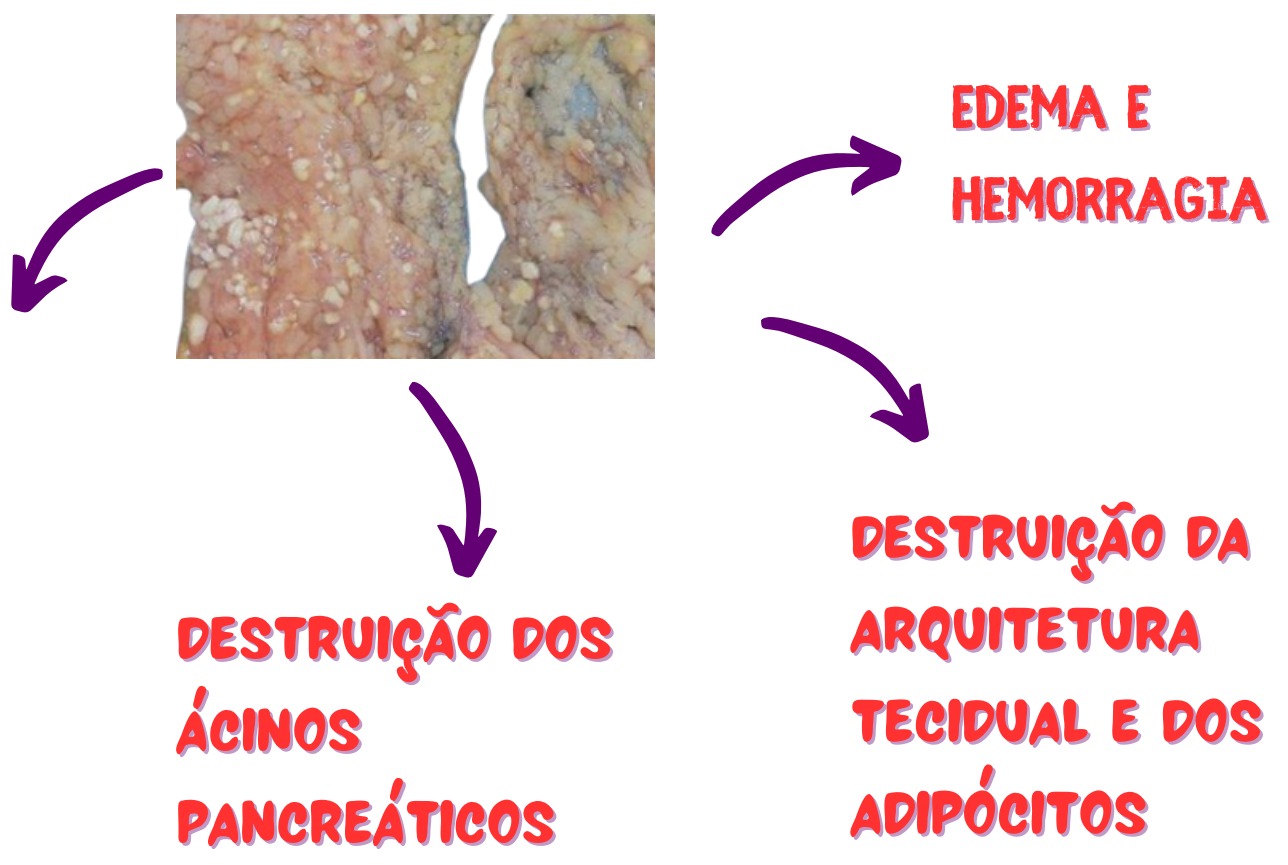 EDEMA E
HEMORRAGIA
DESTRUIÇÃO DOS
ÁCINOS
PANCREÁTICOS
DESTRUIÇÃO DA
ARQUITETURA
TECIDUAL E DOS
ADIPÓCITOS